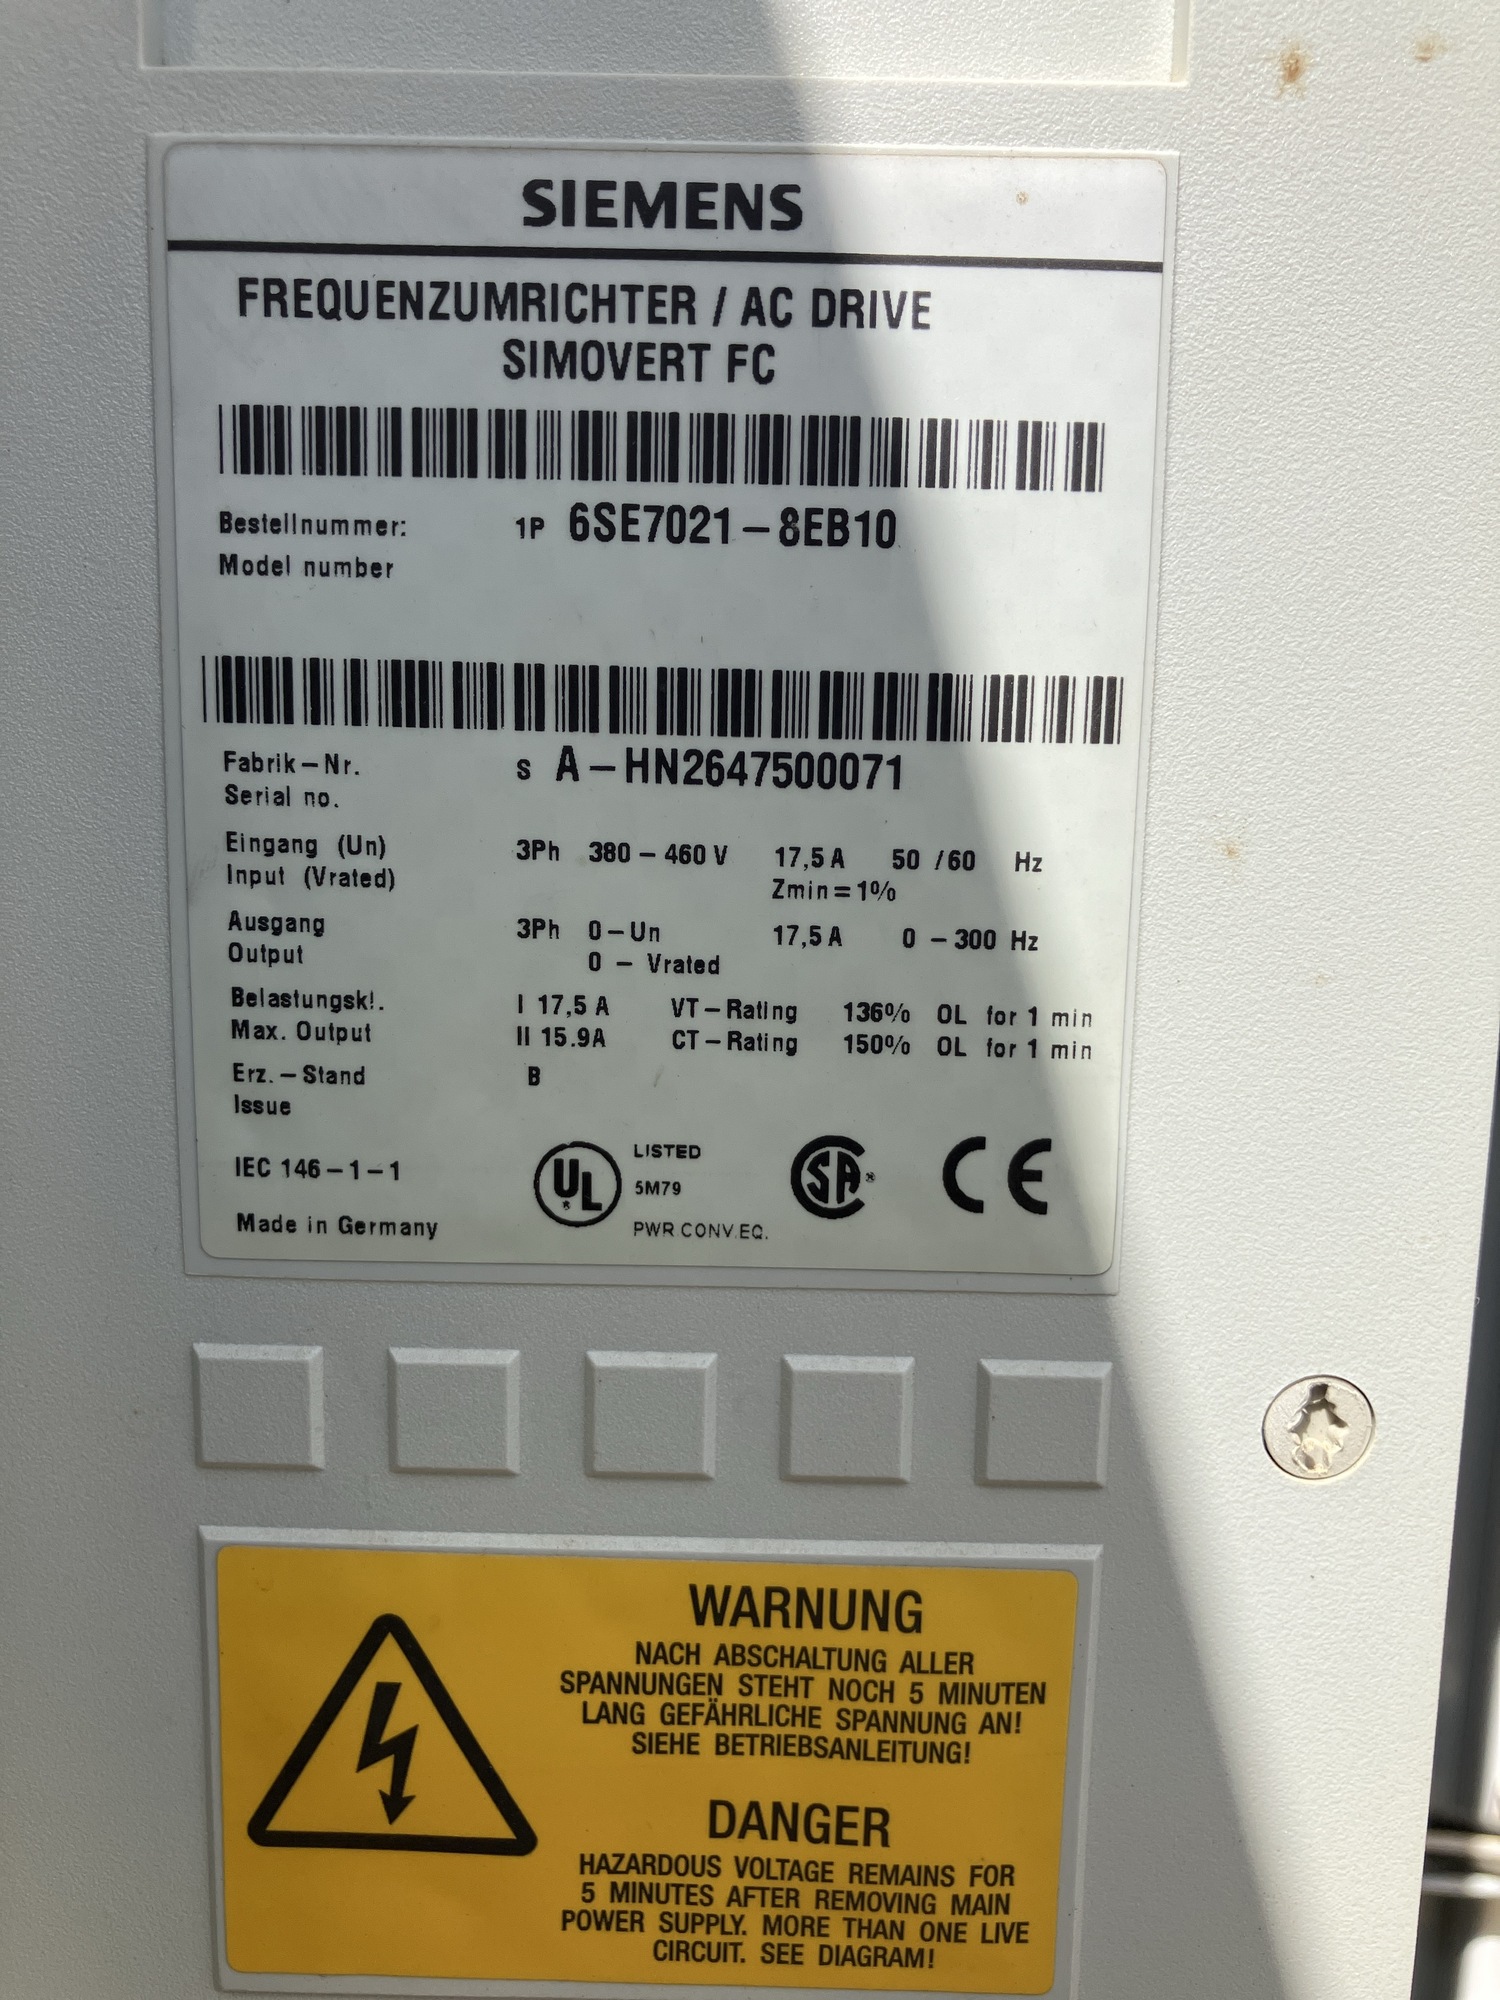 SIEMENS
FREQUENZUMRICHTER / AC DRIVE
SIMOVERT FC
Bestellnummer: 1P 6SE7021-8EB10
Model number
Fabrik-Nr. S A-HN2647500071
Serial no.
Eingang (Un) 3Ph 380-460 V 17,5 A 50 /60 Hz
Input (Vrated) Zmin=1%
Ausgang 3Ph 0-Un 17,5 A 0 -300 Hz
Output 0 - Vrated
Belastungskl. I 17,5 A VT-Rating 136% OL for 1 min
Max. Output II 15.9A CT-Rating 150% OL for 1 min
Erz.-Stand B
Issue
IEC 146-1-1
Made in Germany
UL ® LISTED
5M79
PWR.CONV.EQ.
CSA ®
CE
WARNUNG
NACH ABSCHALTUNG ALLER
SPANNUNGEN STEHT NOCH 5 MINUTEN
LANG GEFÄHRLICHE SPANNUNG AN!
SIEHE BETRIEBSANLEITUNG!
DANGER
HAZARDOUS VOLTAGE REMAINS FOR
5 MINUTES AFTER REMOVING MAIN
POWER SUPPLY. MORE THAN ONE LIVE
CIRCUIT. SEE DIAGRAM!